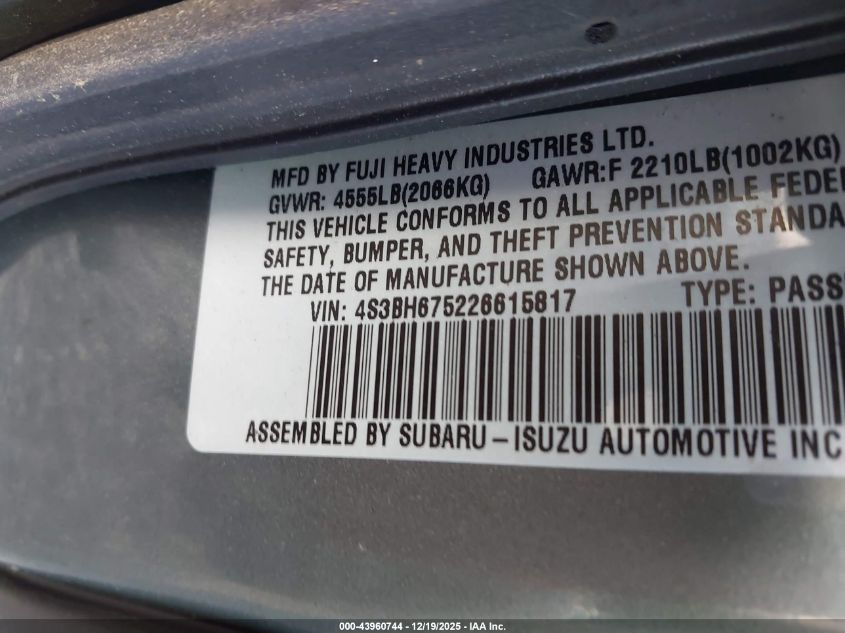 MFD BY FUJI HEAVY INDUSTRIES LTD.
GVWR: 4555LB(2066KG) GAWR:F 2210LB(1002KG)
THIS VEHICLE CONFORMS TO ALL APPLICABLE FEDE
SAFETY, BUMPER, AND THEFT PREVENTION STANDA
THE DATE OF MANUFACTURE SHOWN ABOVE.
VIN: 4S3BH675226615817 TYPE: PASS
ASSEMBLED BY SUBARU-ISUZU AUTOMOTIVE INC
000-43960744 - 12/19/2025 - IAA Inc.